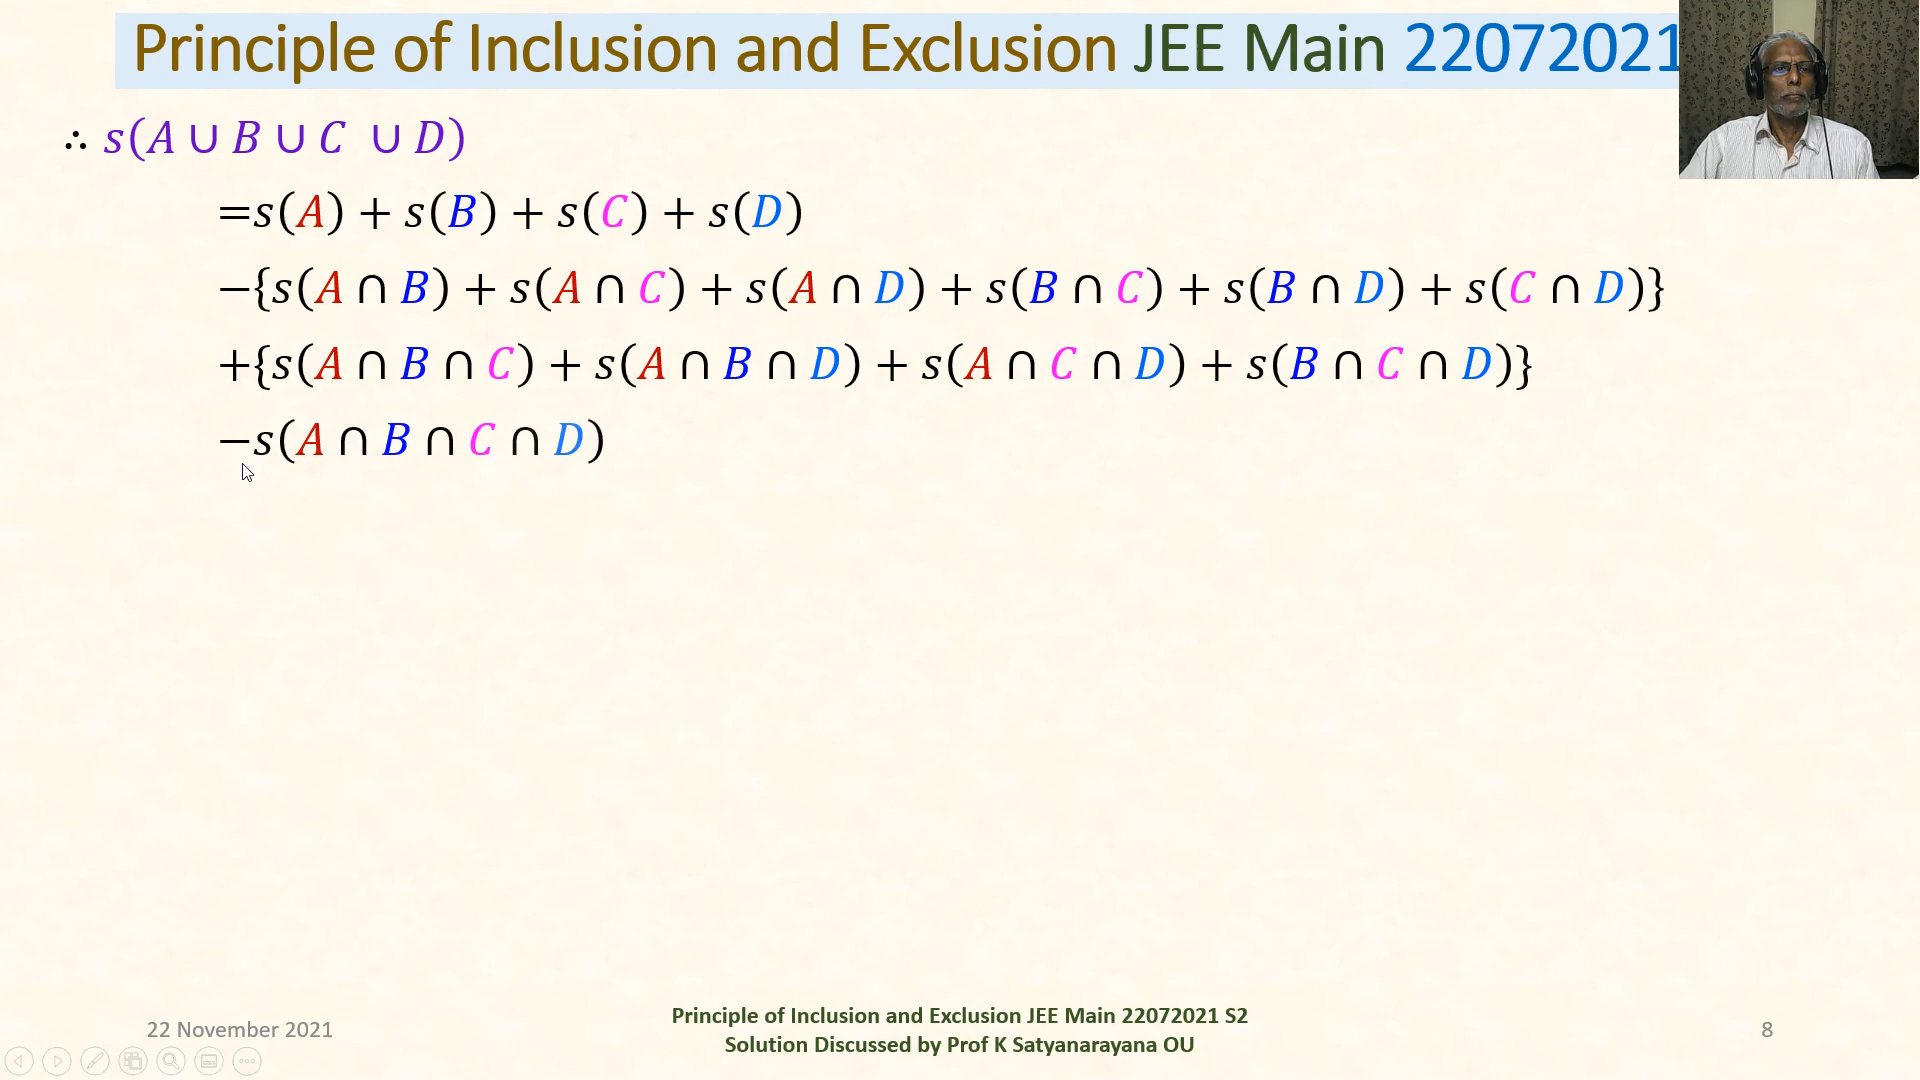 Principle of Inclusion and Exclusion JEE Main 22072021
∴ s(A ∪ B ∪ C ∪ D)
=s(A) + s(B) + s(C) + s(D)
−{s(A ∩ B) + s(A ∩ C) + s(A ∩ D) + s(B ∩ C) + s(B ∩ D) + s(C ∩ D)}
+{s(A ∩ B ∩ C) + s(A ∩ B ∩ D) + s(A ∩ C ∩ D) + s(B ∩ C ∩ D)}
−s(A ∩ B ∩ C ∩ D)
22 November 2021
Principle of Inclusion and Exclusion JEE Main 22072021 S2
Solution Discussed by Prof K Satyanarayana OU
8